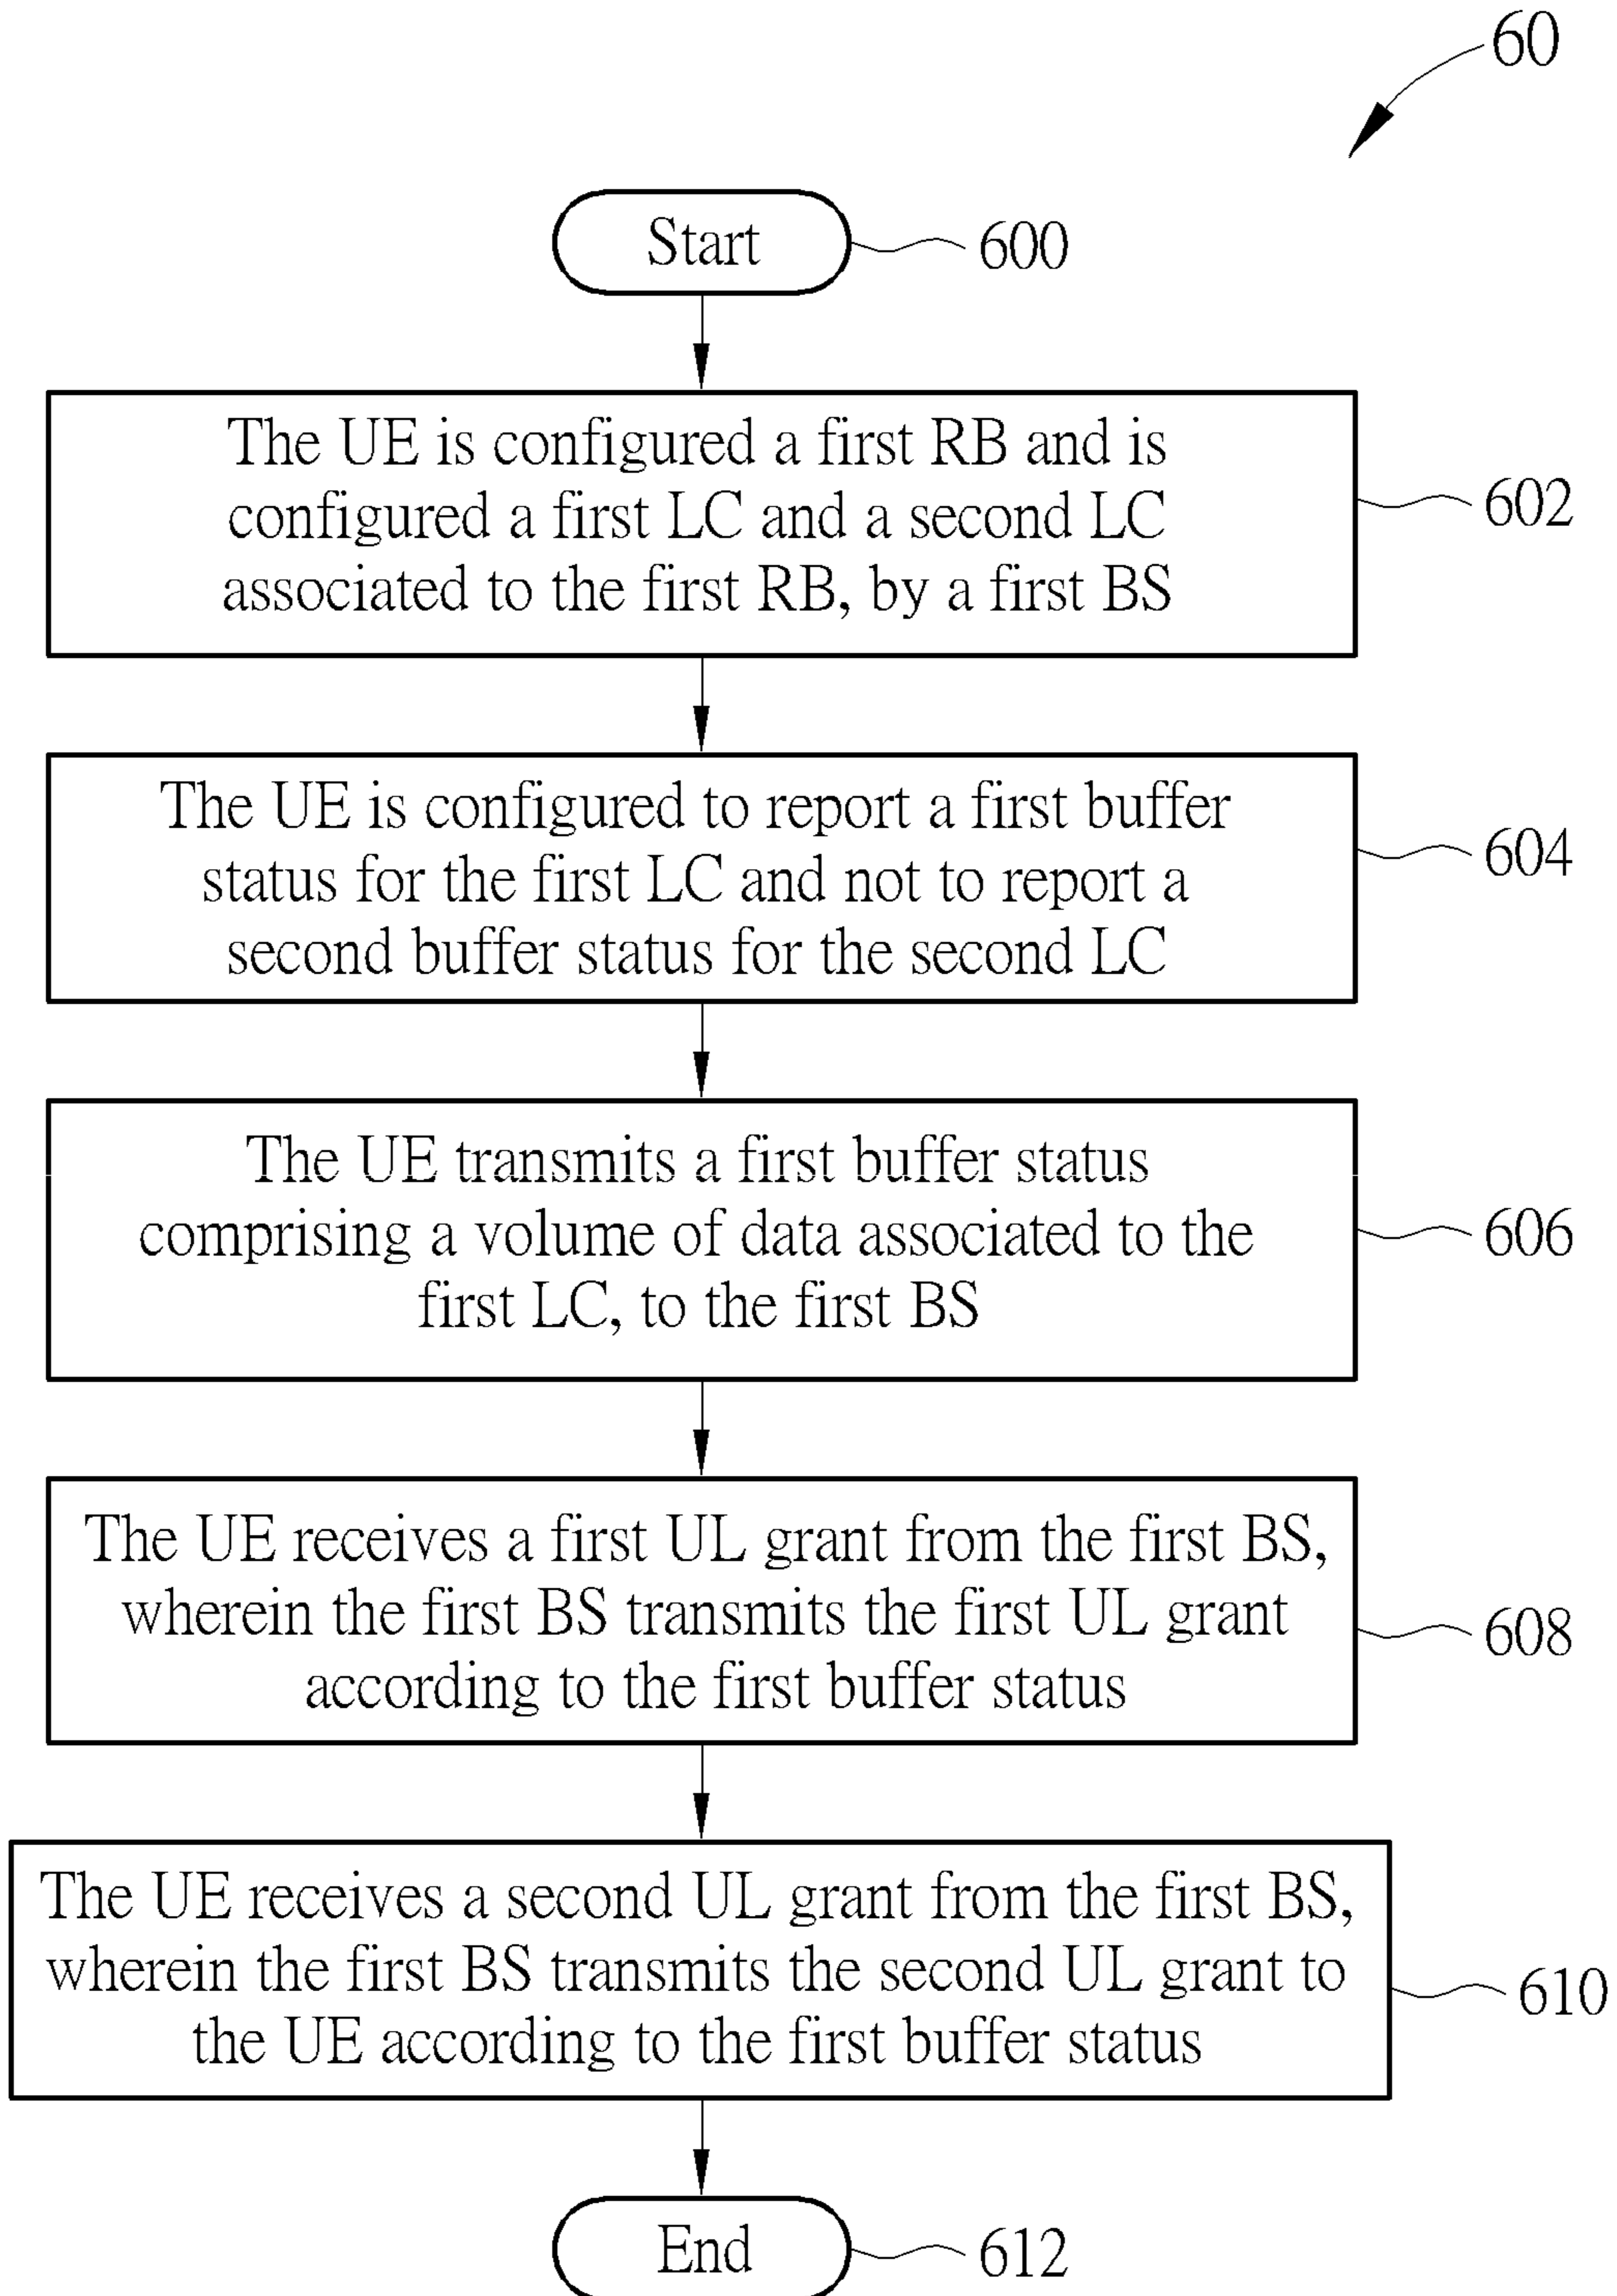 60
Start
600
The UE is configured a first RB and is
configured a first LC and a second LC
associated to the first RB, by a first BS
602
The UE is configured to report a first buffer
status for the first LC and not to report a
second buffer status for the second LC
604
The UE transmits a first buffer status
comprising a volume of data associated to the
first LC, to the first BS
606
The UE receives a first UL grant from the first BS,
wherein the first BS transmits the first UL grant
according to the first buffer status
608
The UE receives a second UL grant from the first BS,
wherein the first BS transmits the second UL grant to
the UE according to the first buffer status
610
End
612